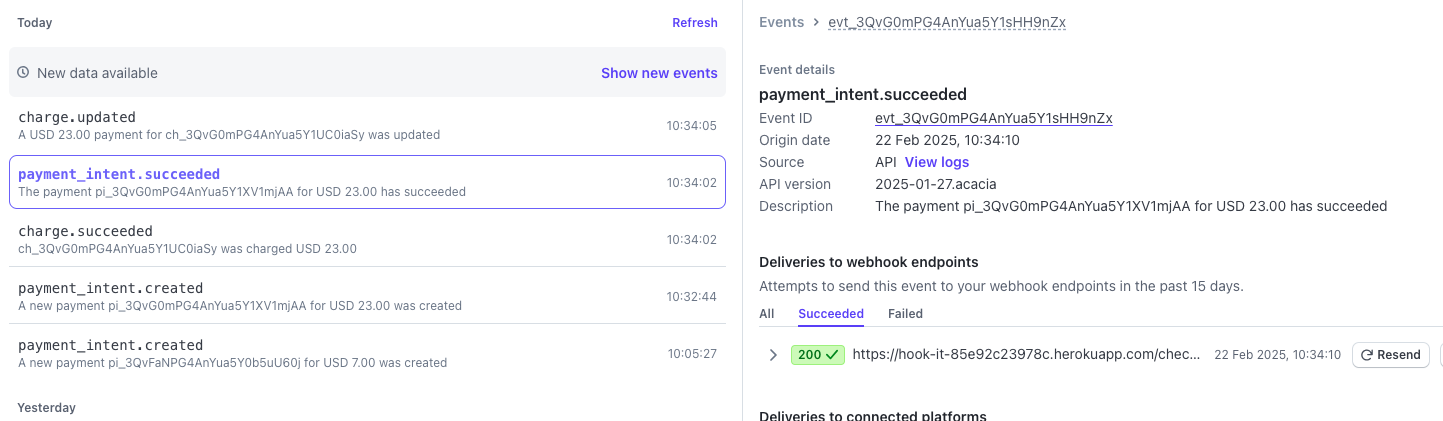 Today
Refresh
New data available
Show new events
charge.updated
A USD 23.00 payment for ch_3QvG0mPG4AnYua5Y1UC0iaSy was updated
10:34:05
payment_intent.succeeded
The payment pi_3QvG0mPG4AnYua5Y1XV1mjAA for USD 23.00 has succeeded
10:34:02
charge.succeeded
ch_3QvG0mPG4AnYua5Y1UC0iaSy was charged USD 23.00
10:34:02
payment_intent.created
A new payment pi_3QvG0mPG4AnYua5Y1XV1mjAA for USD 23.00 was created
10:32:44
payment_intent.created
A new payment pi_3QvFaNPG4AnYua5Y0b5uU60j for USD 7.00 was created
10:05:27
Yesterday
Events > evt_3QvG0mPG4AnYua5Y1sHH9nZx
Event details
payment_intent.succeeded
Event ID evt_3QvG0mPG4AnYua5Y1sHH9nZx
Origin date 22 Feb 2025, 10:34:10
Source API View logs
API version 2025-01-27.acacia
Description The payment pi_3QvG0mPG4AnYua5Y1XV1mjAA for USD 23.00 has succeeded
Deliveries to webhook endpoints
Attempts to send this event to your webhook endpoints in the past 15 days.
All Succeeded Failed
200 https://hook-it-85e92c23978c.herokuapp.com/chec... 22 Feb 2025, 10:34:10 Resend
Deliveries to connected platforms